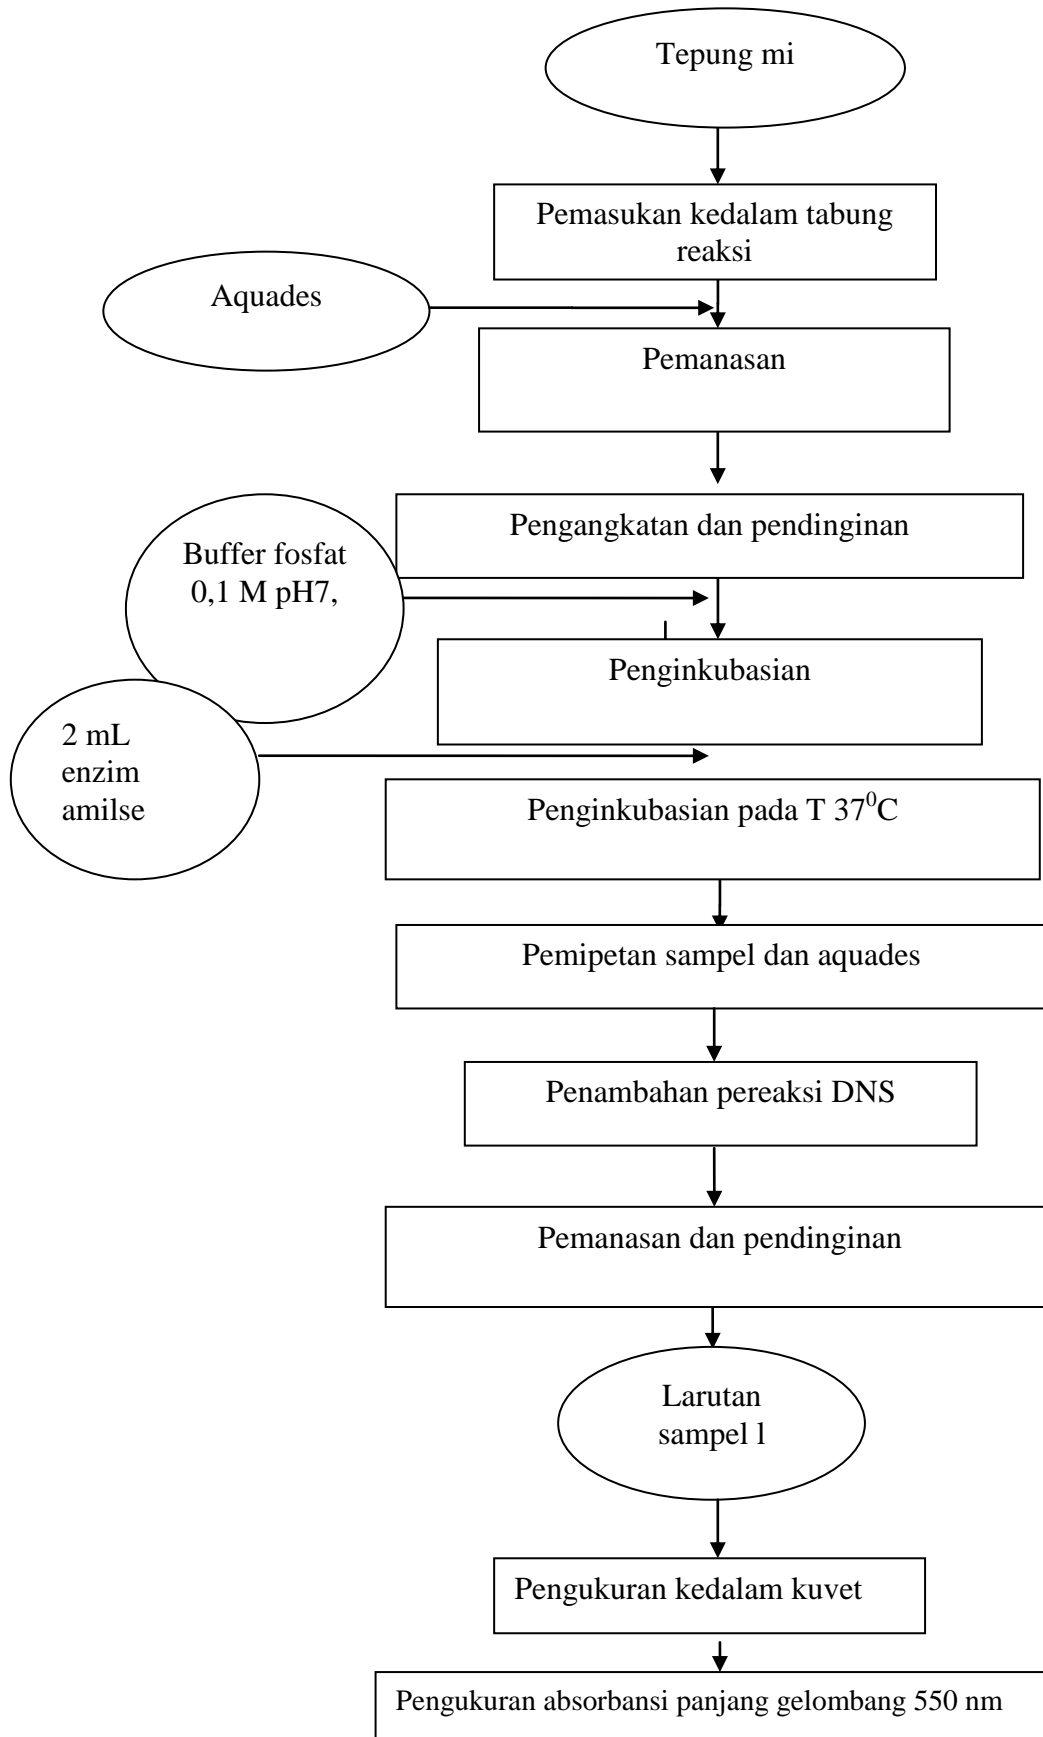 Tepung mi
Pemasukan kedalam tabung
reaksi
Aquades
Pemanasan
Pengangkatan dan pendinginan
Buffer fosfat
0,1 M pH7,
Penginkubasian
2 mL
enzim
amilse
Penginkubasian pada T 37⁰C
Pemipetan sampel dan aquades
Penambahan pereaksi DNS
Pemanasan dan pendinginan
Larutan
sampel l
Pengukuran kedalam kuvet
Pengukuran absorbansi panjang gelombang 550 nm